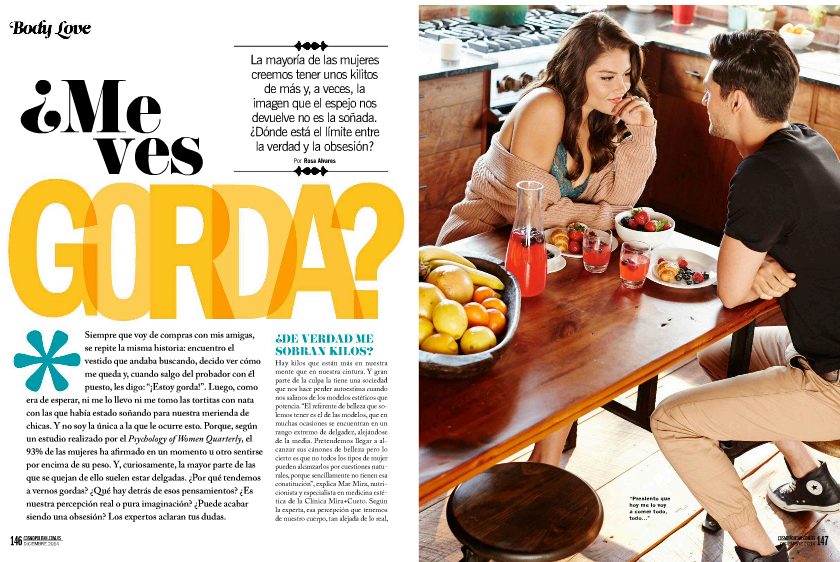 Body Love
La mayoría de las mujeres
creemos tener unos kilitos
de más y, a veces, la
imagen que el espejo nos
devuelve no es la soñada.
¿Dónde está el límite entre
la verdad y la obsesión?
Por Rosa Alvares
¿Me
ves
GORDA?
* Siempre que voy de compras con mis amigas,
se repite la misma historia: encuentro el
vestido que andaba buscando, decido ver cómo
me queda y, cuando salgo del probador con él
puesto, les digo: “¡Estoy gorda!”. Luego, como
era de esperar, ni me lo llevo ni me tomo las tortitas con nata
con las que había estado soñando para nuestra merienda de
chicas. Y no soy la única a la que le ocurre esto. Porque, según
un estudio realizado por el Psychology of Women Quarterly, el
93% de las mujeres ha afirmado en un momento u otro sentirse
por encima de su peso. Y, curiosamente, la mayor parte de las
que se quejan de ello suelen estar delgadas. ¿Por qué tendemos
a vernos gordas? ¿Qué hay detrás de esos pensamientos? ¿Es
nuestra percepción real o pura imaginación? ¿Puede acabar
siendo una obsesión? Los expertos aclaran tus dudas.
¿DE VERDAD ME
SOBRAN KILOS?
Hay kilos que están más en nuestra
mente que en nuestra cintura. Y gran
parte de la culpa la tiene una sociedad
que nos hace perder autoestima cuando
nos salimos de los modelos estéticos que
potencia. “El referente de belleza que so-
lemos tener es el de las modelos, que en
muchas ocasiones se encuentran en un
rango extremo de delgadez, alejándose
de la media. Pretendemos llegar a al-
canzar sus cánones de belleza pero lo
cierto es que no todos los tipos de mujer
pueden alcanzarlos por cuestiones natu-
rales, porque sencillamente no tienen esa
constitución”, explica Mar Mira, nutri-
cionista y especialista en medicina esté-
tica de la Clínica Mira+Cueto. Según
la experta, esa percepción que tenemos
de nuestro cuerpo, tan alejada de lo real,
“Presiento que
hoy me lo voy
a comer todo,
todo...”
146 COSMOPOLITAN.COM.ES
DICIEMBRE 2014
COSMOPOLITAN.COM.ES 147
DICIEMBRE 2014